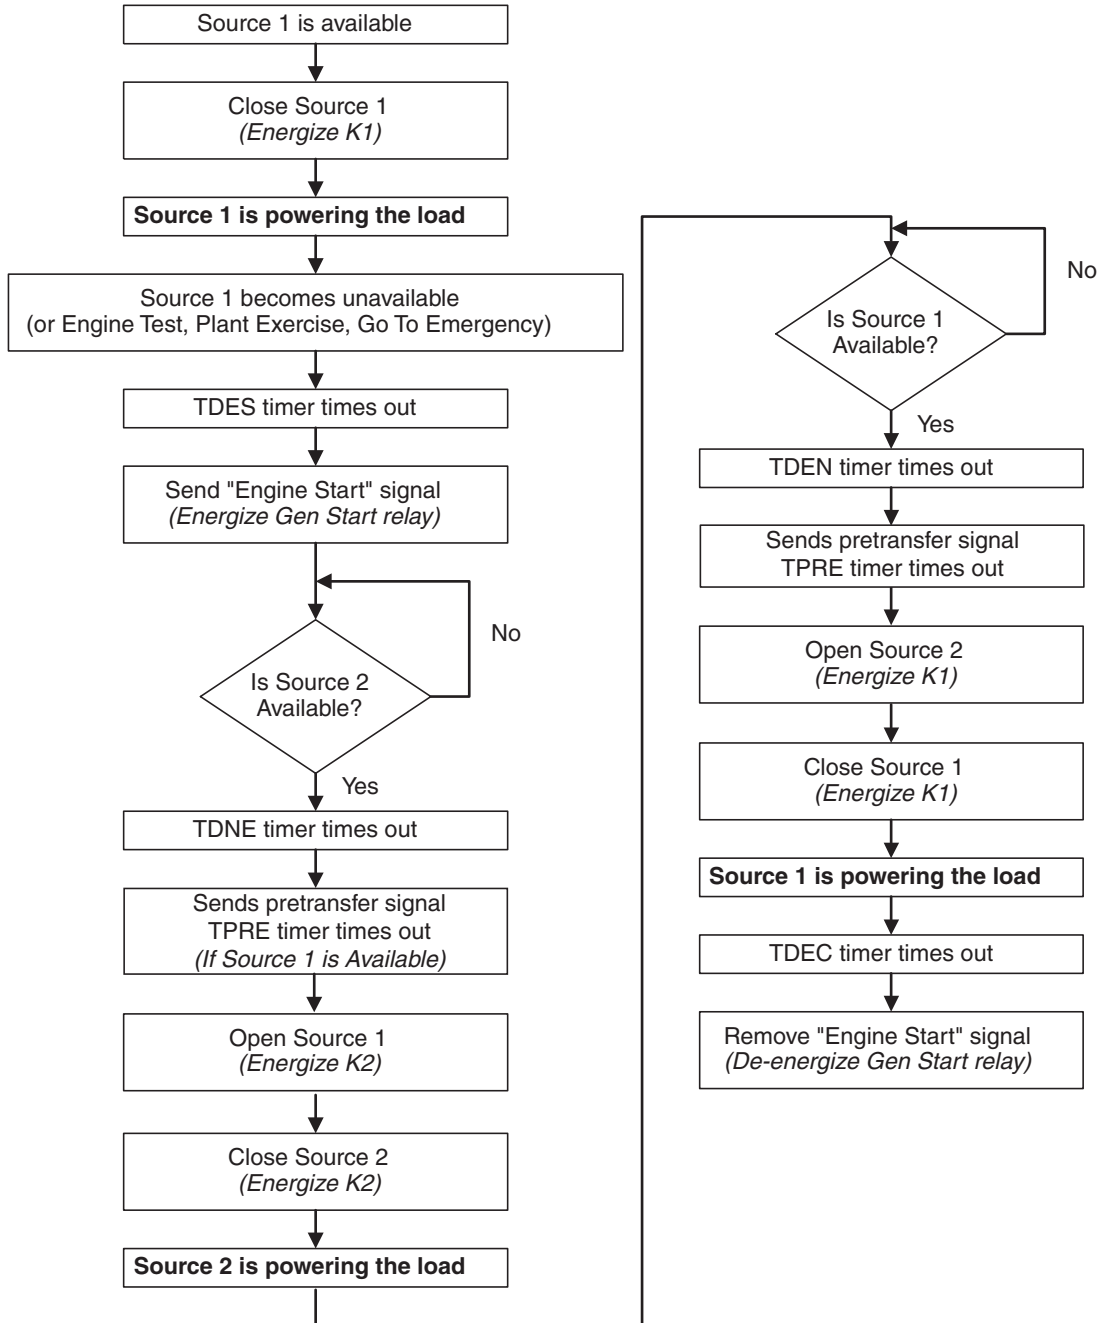 Source 1 is available
Close Source 1
(Energize K1)
Source 1 is powering the load
Source 1 becomes unavailable
(or Engine Test, Plant Exercise, Go To Emergency)
TDES timer times out
Send "Engine Start" signal
(Energize Gen Start relay)
No
Is Source 2
Available?
Yes
TDNE timer times out
Sends pretransfer signal
TPRE timer times out
(If Source 1 is Available)
Open Source 1
(Energize K2)
Close Source 2
(Energize K2)
Source 2 is powering the load
No
Is Source 1
Available?
Yes
TDEN timer times out
Sends pretransfer signal
TPRE timer times out
Open Source 2
(Energize K1)
Close Source 1
(Energize K1)
Source 1 is powering the load
TDEC timer times out
Remove "Engine Start" signal
(De-energize Gen Start relay)